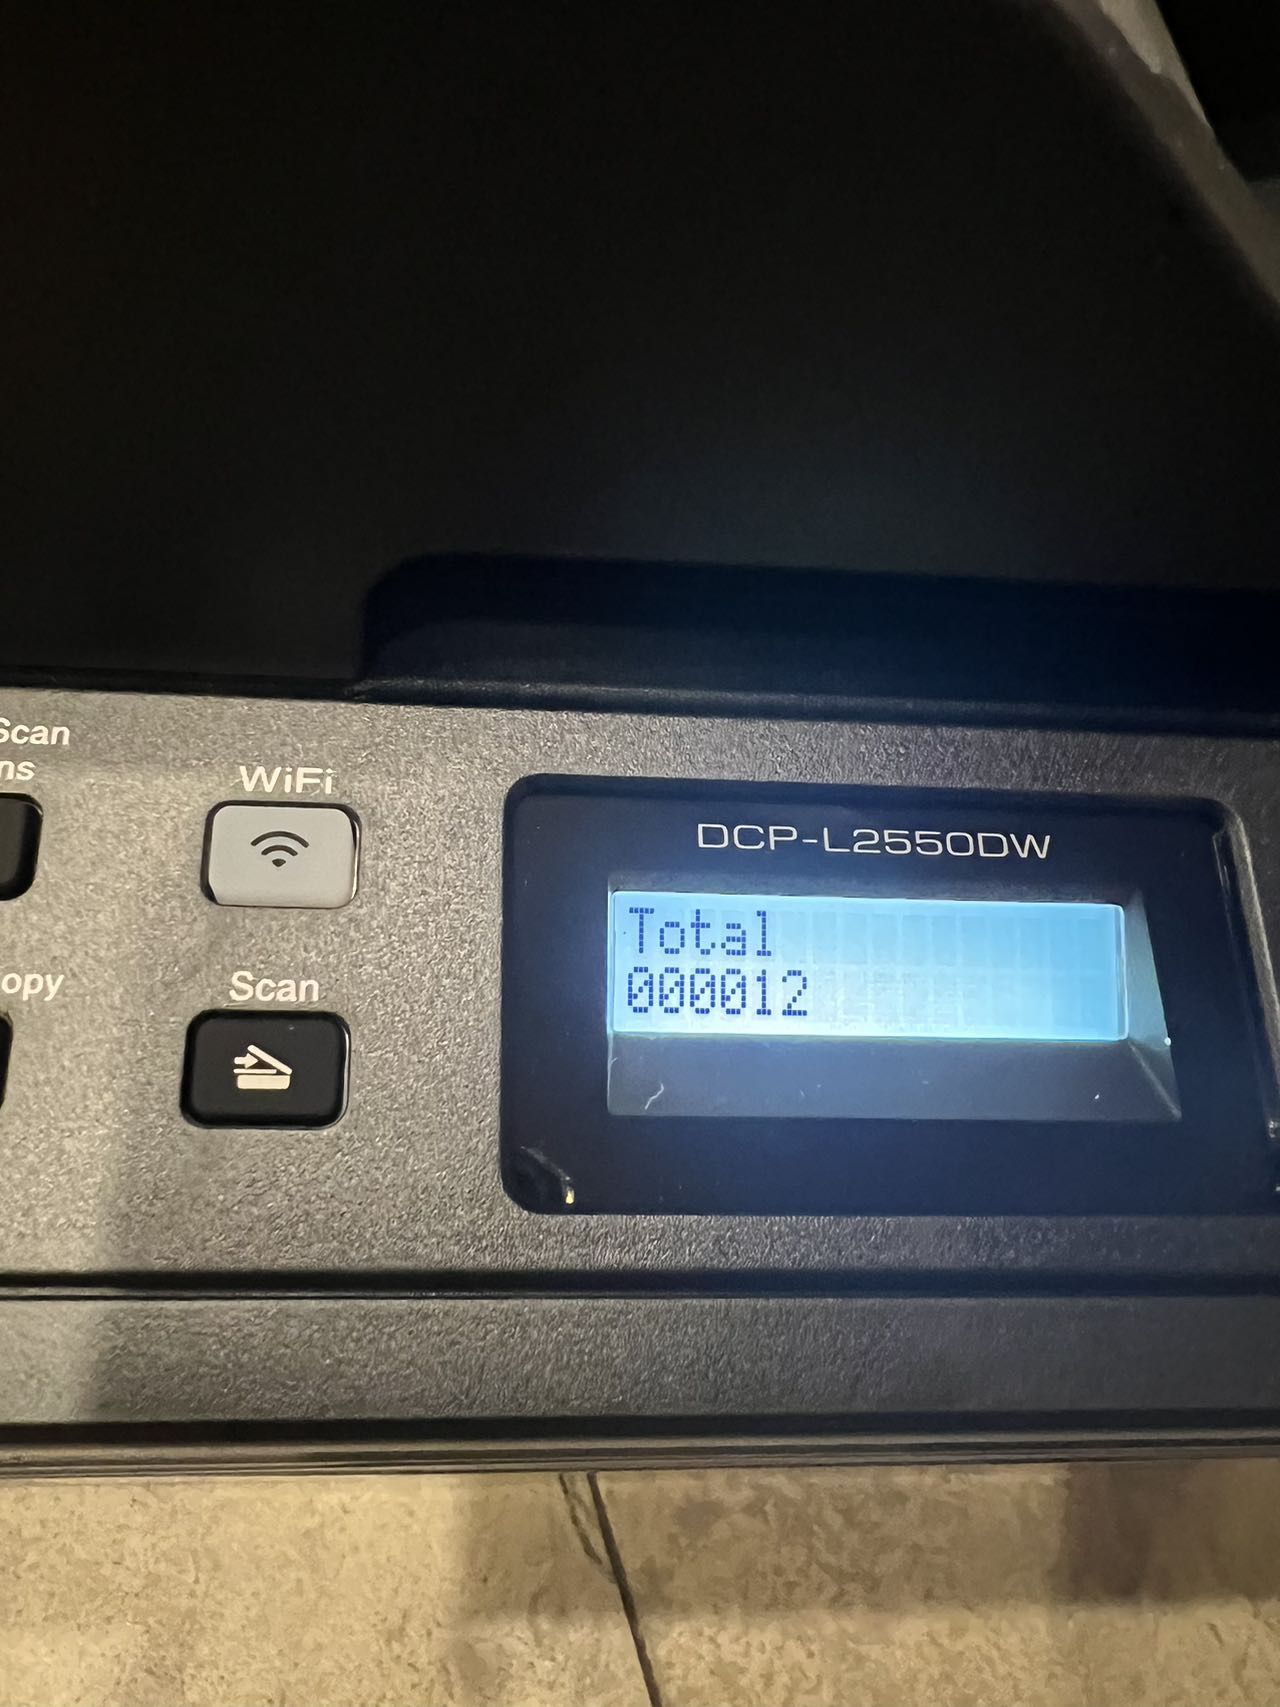 Scan
ns
WiFi
DCP-L2550DW
Total
000012
opy
Scan